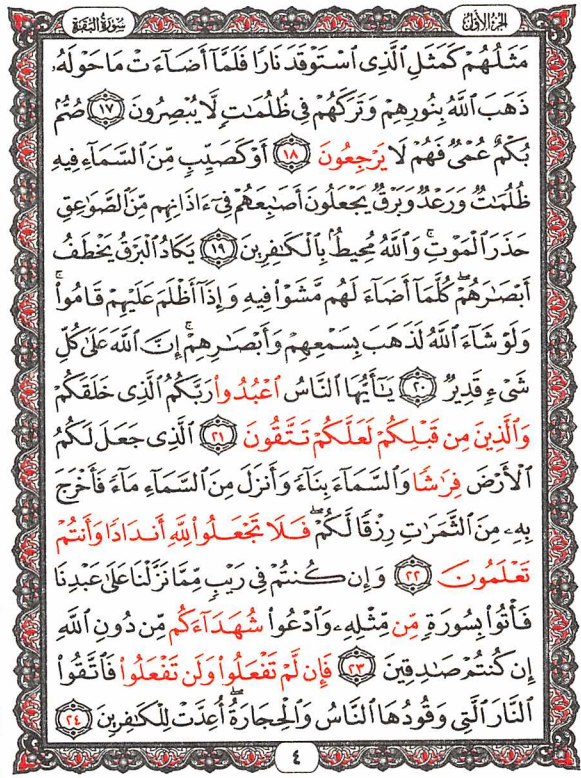 الجزء الأول
سورة البقرة
مَثَلُهُمْ كَمَثَلِ ٱلَّذِى ٱسْتَوْقَدَ نَارًا فَلَمَّآ أَضَآءَتْ مَا حَوْلَهُۥ
ذَهَبَ ٱللَّهُ بِنُورِهِمْ وَتَرَكَهُمْ فِى ظُلُمَٰتٍ لَّا يُبْصِرُونَ ١٧ صُمٌّۢ
بُكْمٌ عُمْىٌ فَهُمْ لَا يَرْجِعُونَ ١٨ أَوْ كَصَيِّبٍ مِّنَ ٱلسَّمَآءِ فِيهِ
ظُلُمَٰتٌ وَرَعْدٌ وَبَرْقٌ يَجْعَلُونَ أَصَٰبِعَهُمْ فِىٓ ءَاذَانِهِم مِّنَ ٱلصَّوَٰعِقِ
حَذَرَ ٱلْمَوْتِ ۚ وَٱللَّهُ مُحِيطٌۢ بِٱلْكَٰفِرِينَ ١٩ يَكَادُ ٱلْبَرْقُ يَخْطَفُ
أَبْصَٰرَهُمْ ۖ كُلَّمَآ أَضَآءَ لَهُم مَّشَوْا۟ فِيهِ وَإِذَآ أَظْلَمَ عَلَيْهِمْ قَامُوا۟ ۚ
وَلَوْ شَآءَ ٱللَّهُ لَذَهَبَ بِسَمْعِهِمْ وَأَبْصَٰرِهِمْ ۚ إِنَّ ٱللَّهَ عَلَىٰ كُلِّ
شَىْءٍ قَدِيرٌ ٢٠ يَٰٓأَيُّهَا ٱلنَّاسُ ٱعْبُدُوا۟ رَبَّكُمُ ٱلَّذِى خَلَقَكُمْ
وَٱلَّذِينَ مِن قَبْلِكُمْ لَعَلَّكُمْ تَتَّقُونَ ٢١ ٱلَّذِى جَعَلَ لَكُمُ
ٱلْأَرْضَ فِرَٰشًا وَٱلسَّمَآءَ بِنَآءً وَأَنزَلَ مِنَ ٱلسَّمَآءِ مَآءً فَأَخْرَجَ
بِهِۦ مِنَ ٱلثَّمَرَٰتِ رِزْقًا لَّكُمْ ۖ فَلَا تَجْعَلُوا۟ لِلَّهِ أَندَادًا وَأَنتُمْ
تَعْلَمُونَ ٢٢ وَإِن كُنتُمْ فِى رَيْبٍ مِّمَّا نَزَّلْنَا عَلَىٰ عَبْدِنَا
فَأْتُوا۟ بِسُورَةٍ مِّن مِّثْلِهِۦ وَٱدْعُوا۟ شُهَدَآءَكُم مِّن دُونِ ٱللَّهِ
إِن كُنتُمْ صَٰدِقِينَ ٢٣ فَإِن لَّمْ تَفْعَلُوا۟ وَلَن تَفْعَلُوا۟ فَٱتَّقُوا۟
ٱلنَّارَ ٱلَّتِى وَقُودُهَا ٱلنَّاسُ وَٱلْحِجَارَةُ ۖ أُعِدَّتْ لِلْكَٰفِرِينَ ٢٤
٤